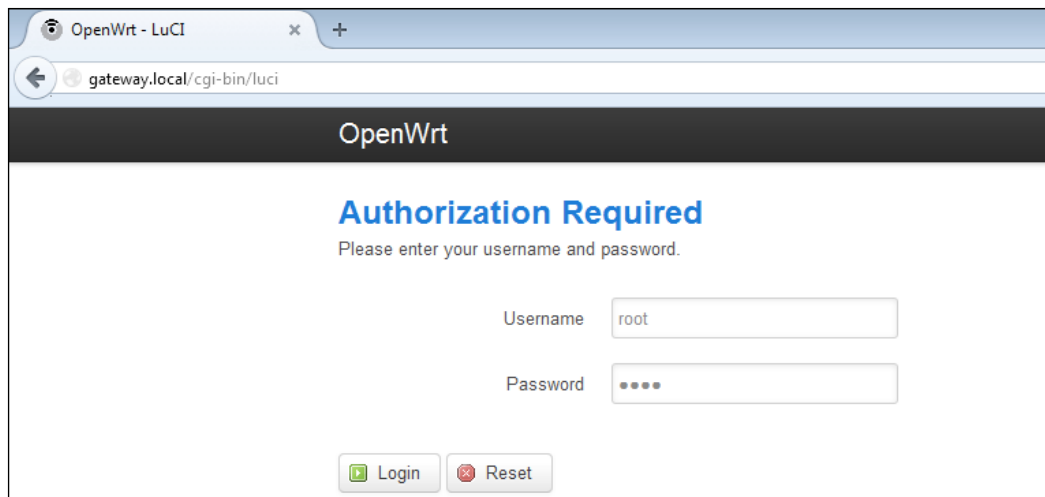 OpenWrt - LuCI
gateway.local/cgi-bin/luci
OpenWrt
Authorization Required
Please enter your username and password.
Username root
Password ••••
Login Reset